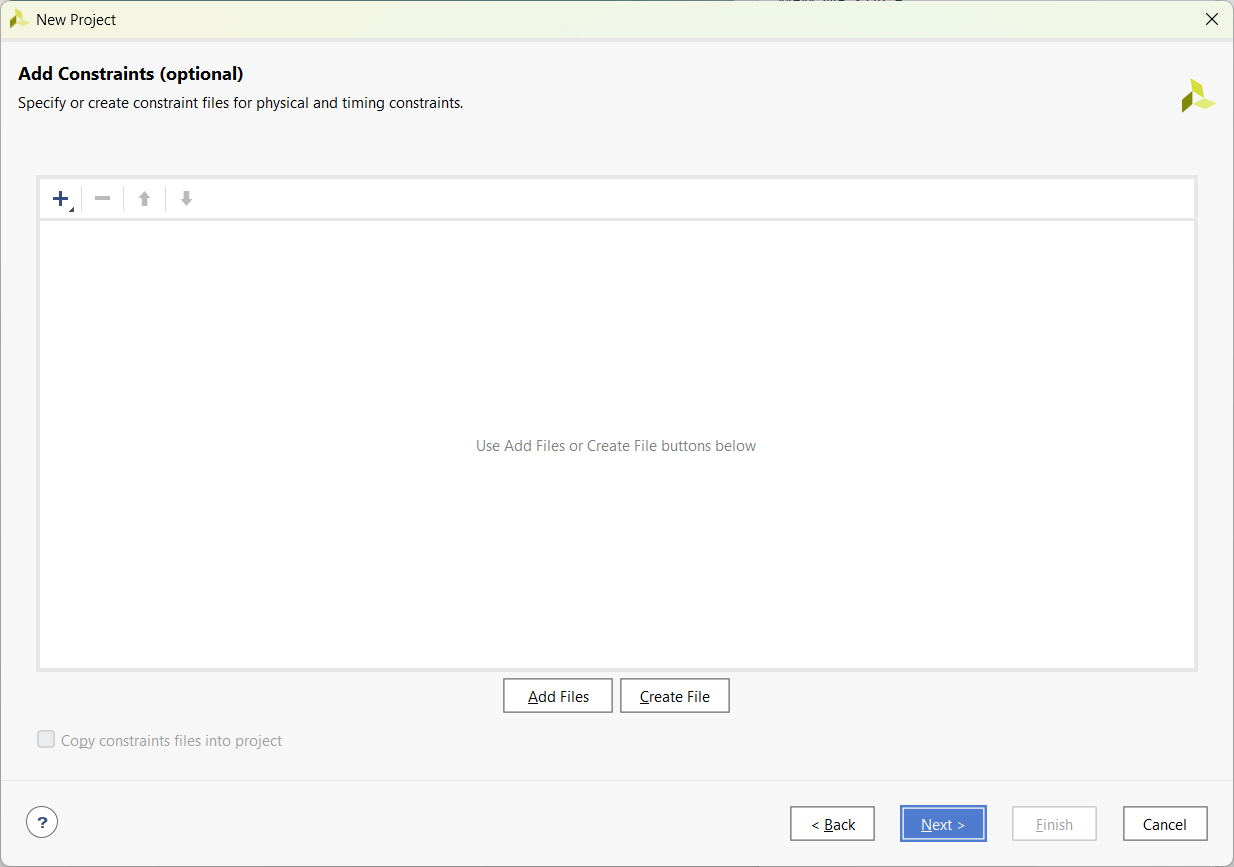 New Project
Add Constraints (optional)
Specify or create constraint files for physical and timing constraints.
Use Add Files or Create File buttons below
Add Files
Create File
Copy constraints files into project
?
< Back
Next >
Finish
Cancel